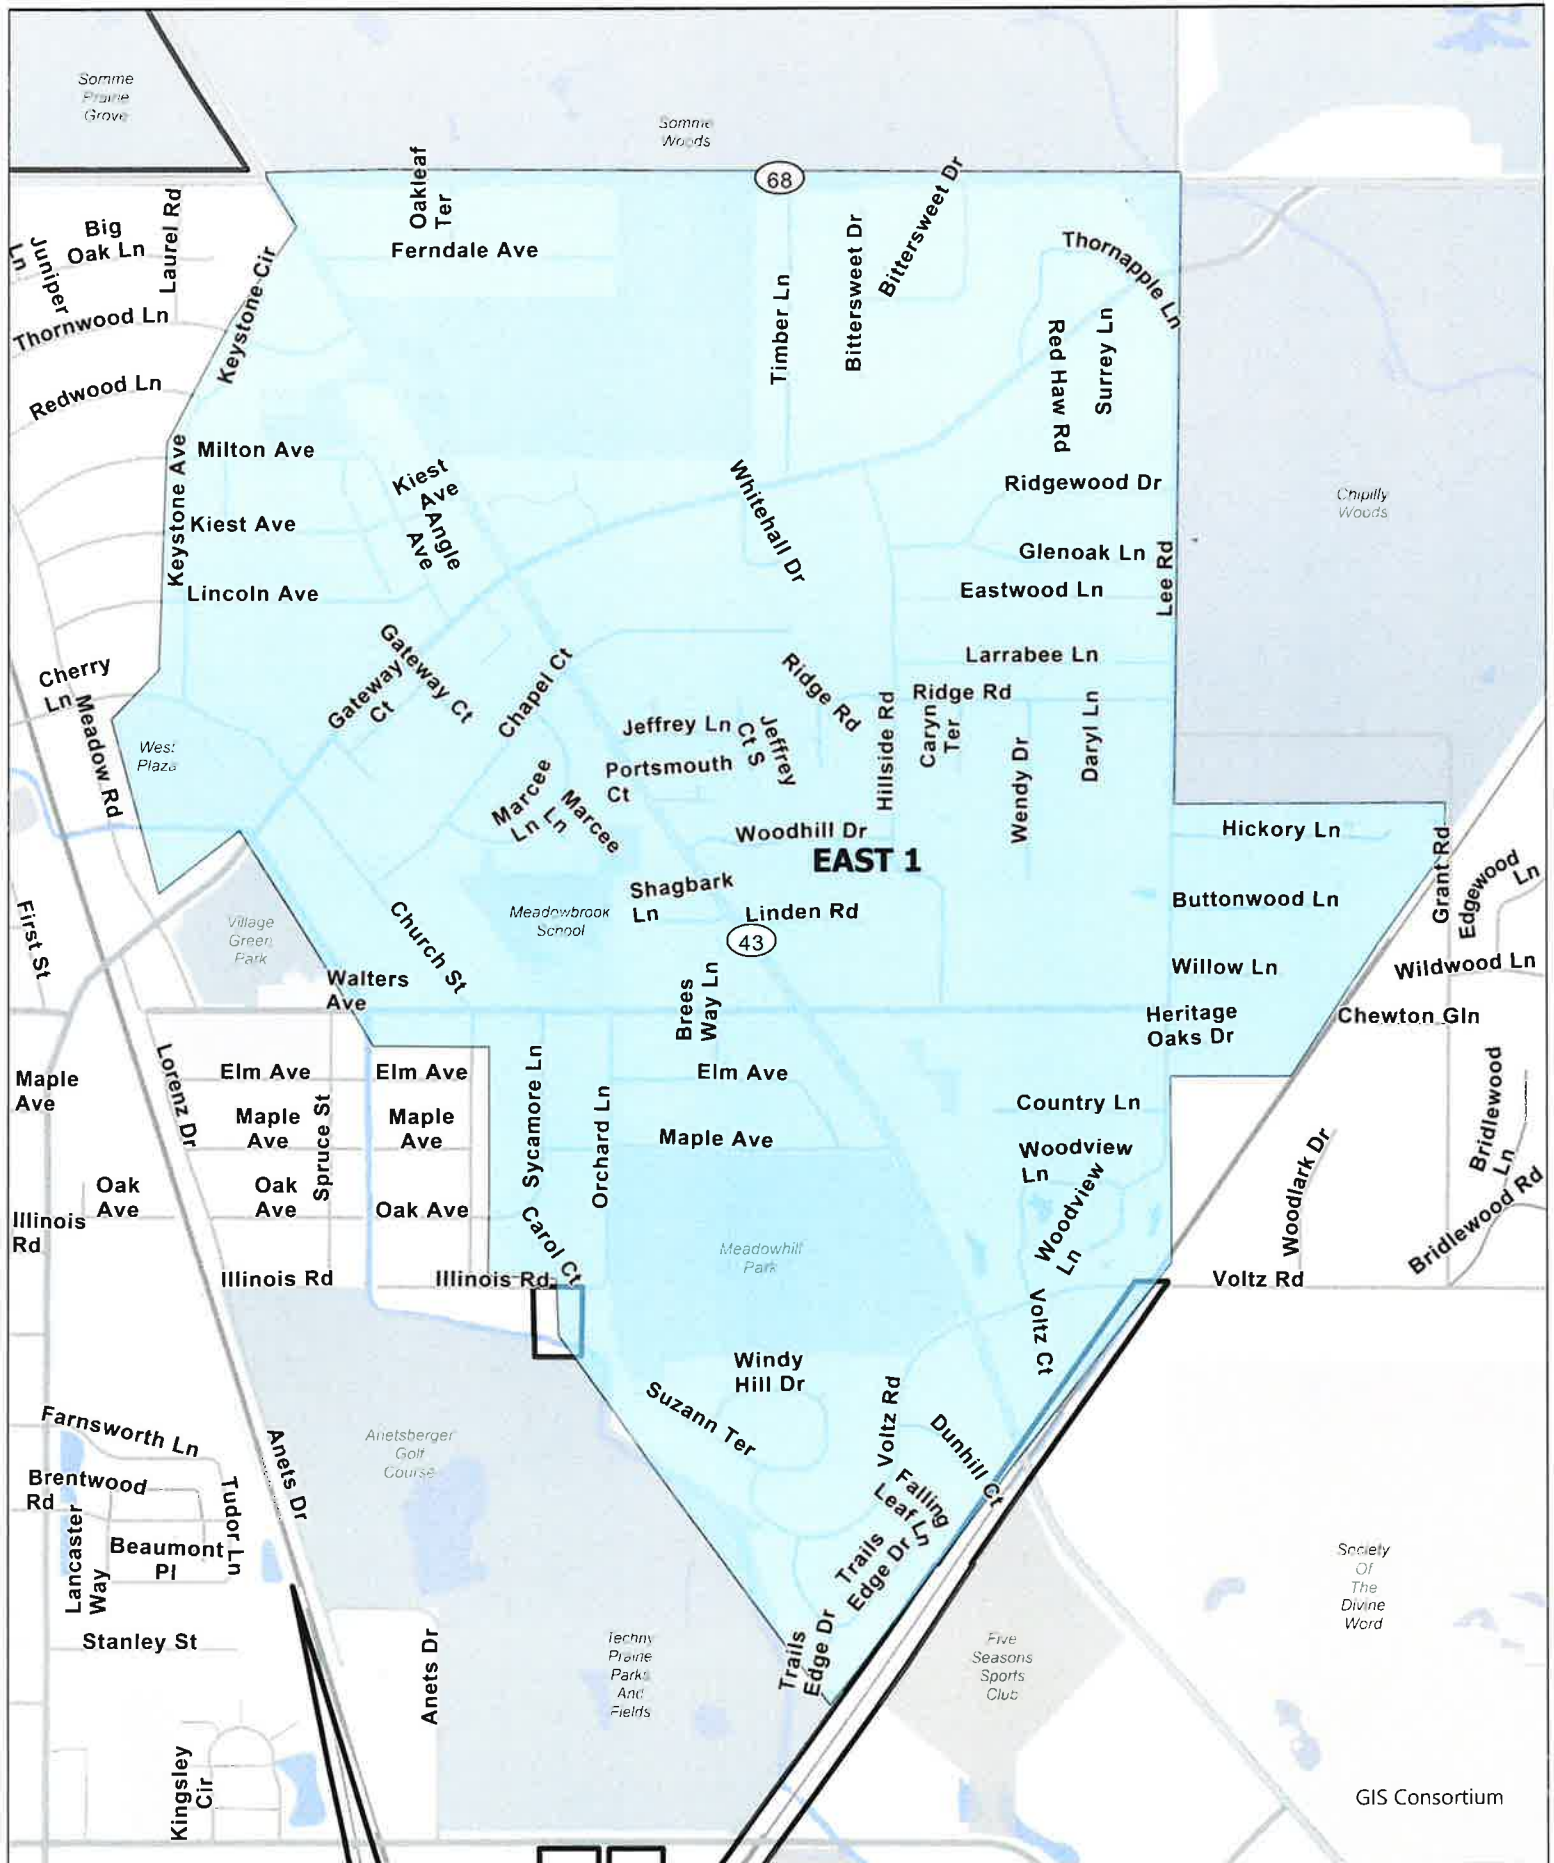 Somme
Prairie
Grove
Somme
Woods
68
Oakleaf
Ter
Bittersweet Dr
Bittersweet Dr
Big
Oak Ln
Laurel Rd
Juniper
Ln
Ferndale Ave
Thornapple Ln
Keystone Cir
Timber Ln
Thornwood Ln
Red Haw Rd
Surrey Ln
Redwood Ln
Keystone Ave
Milton Ave
Kiest
Ave
Angle
Ave
Whitehall Dr
Ridgewood Dr
Chipilly
Woods
Kiest Ave
Glenoak Ln
Lee Rd
Lincoln Ave
Eastwood Ln
Cherry
Ln
Gateway Ct
Gateway
Ct
Chapel Ct
Ridge Rd
Larrabee Ln
Ridge Rd
Meadow Rd
West
Plaza
Jeffrey Ln
Jeffrey
Ct S
Hillside Rd
Caryn
Ter
Daryl Ln
Portsmouth
Ct
Marcee
Ln
Marcee
Ln
Wendy Dr
Woodhill Dr
EAST 1
Hickory Ln
Grant Rd
Edgewood
Ln
Shagbark
Ln
Buttonwood Ln
First St
Village
Green
Park
Church St
Meadowbrook
School
Linden Rd
43
Willow Ln
Wildwood Ln
Walters
Ave
Brees
Way Ln
Heritage
Oaks Dr
Chewton Gln
Maple
Ave
Lorenz Dr
Elm Ave
Elm Ave
Sycamore Ln
Elm Ave
Country Ln
Bridlewood
Ln
Maple
Ave
Spruce St
Maple
Ave
Orchard Ln
Maple Ave
Woodview
Ln
Woodlark Dr
Oak
Ave
Oak
Ave
Oak Ave
Carol Ct
Woodview
Ln
Bridlewood Rd
Illinois
Rd
Illinois Rd
Illinois Rd
Meadowhill
Park
Voltz Rd
Voltz Ct
Windy
Hill Dr
Suzann Ter
Voltz Rd
Dunhill Ct
Farnsworth Ln
Anets Dr
Anetsberger
Golf
Course
Falling
Leaf Ln
Brentwood
Rd
Tudor Ln
Lancaster
Way
Beaumont
Pl
Trails
Edge Dr
Society
Of
The
Divine
Word
Stanley St
Anets Dr
Techny
Prairie
Parks
And
Fields
Trails
Edge Dr
Five
Seasons
Sports
Club
Kingsley
Cir
GIS Consortium